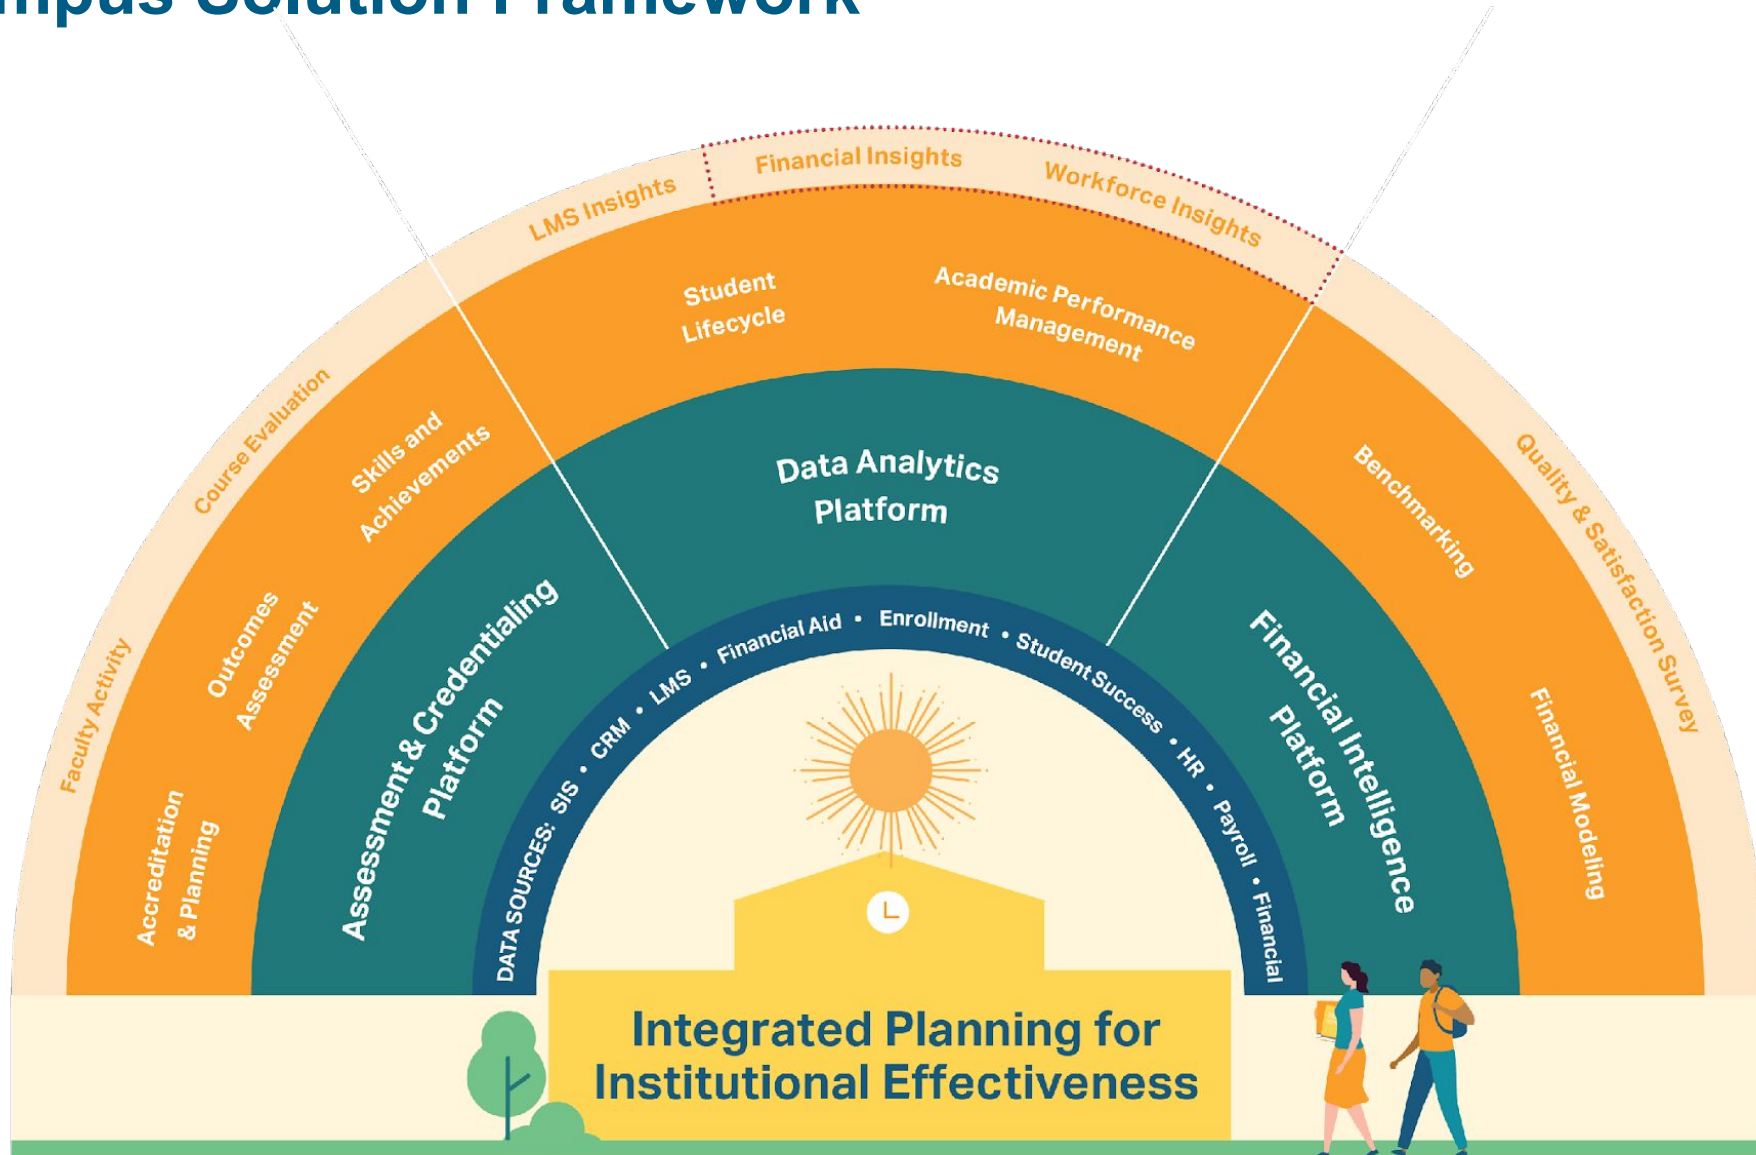 Solution Framework
Financial Insights
Workforce Insights
LMS Insights
Student
Lifecycle
Academic Performance
Management
Course Evaluation
Skills and
Achievements
Data Analytics
Platform
Benchmarking
Quality & Satisfaction Survey
Faculty Activity
Outcomes
Assessment
Assessment & Credentialing
Platform
Financial Intelligence
Platform
Financial Modeling
Accreditation
& Planning
DATA SOURCES: SIS • CRM • LMS • Financial Aid • Enrollment • Student Success • HR • Payroll • Financial
Integrated Planning for
Institutional Effectiveness